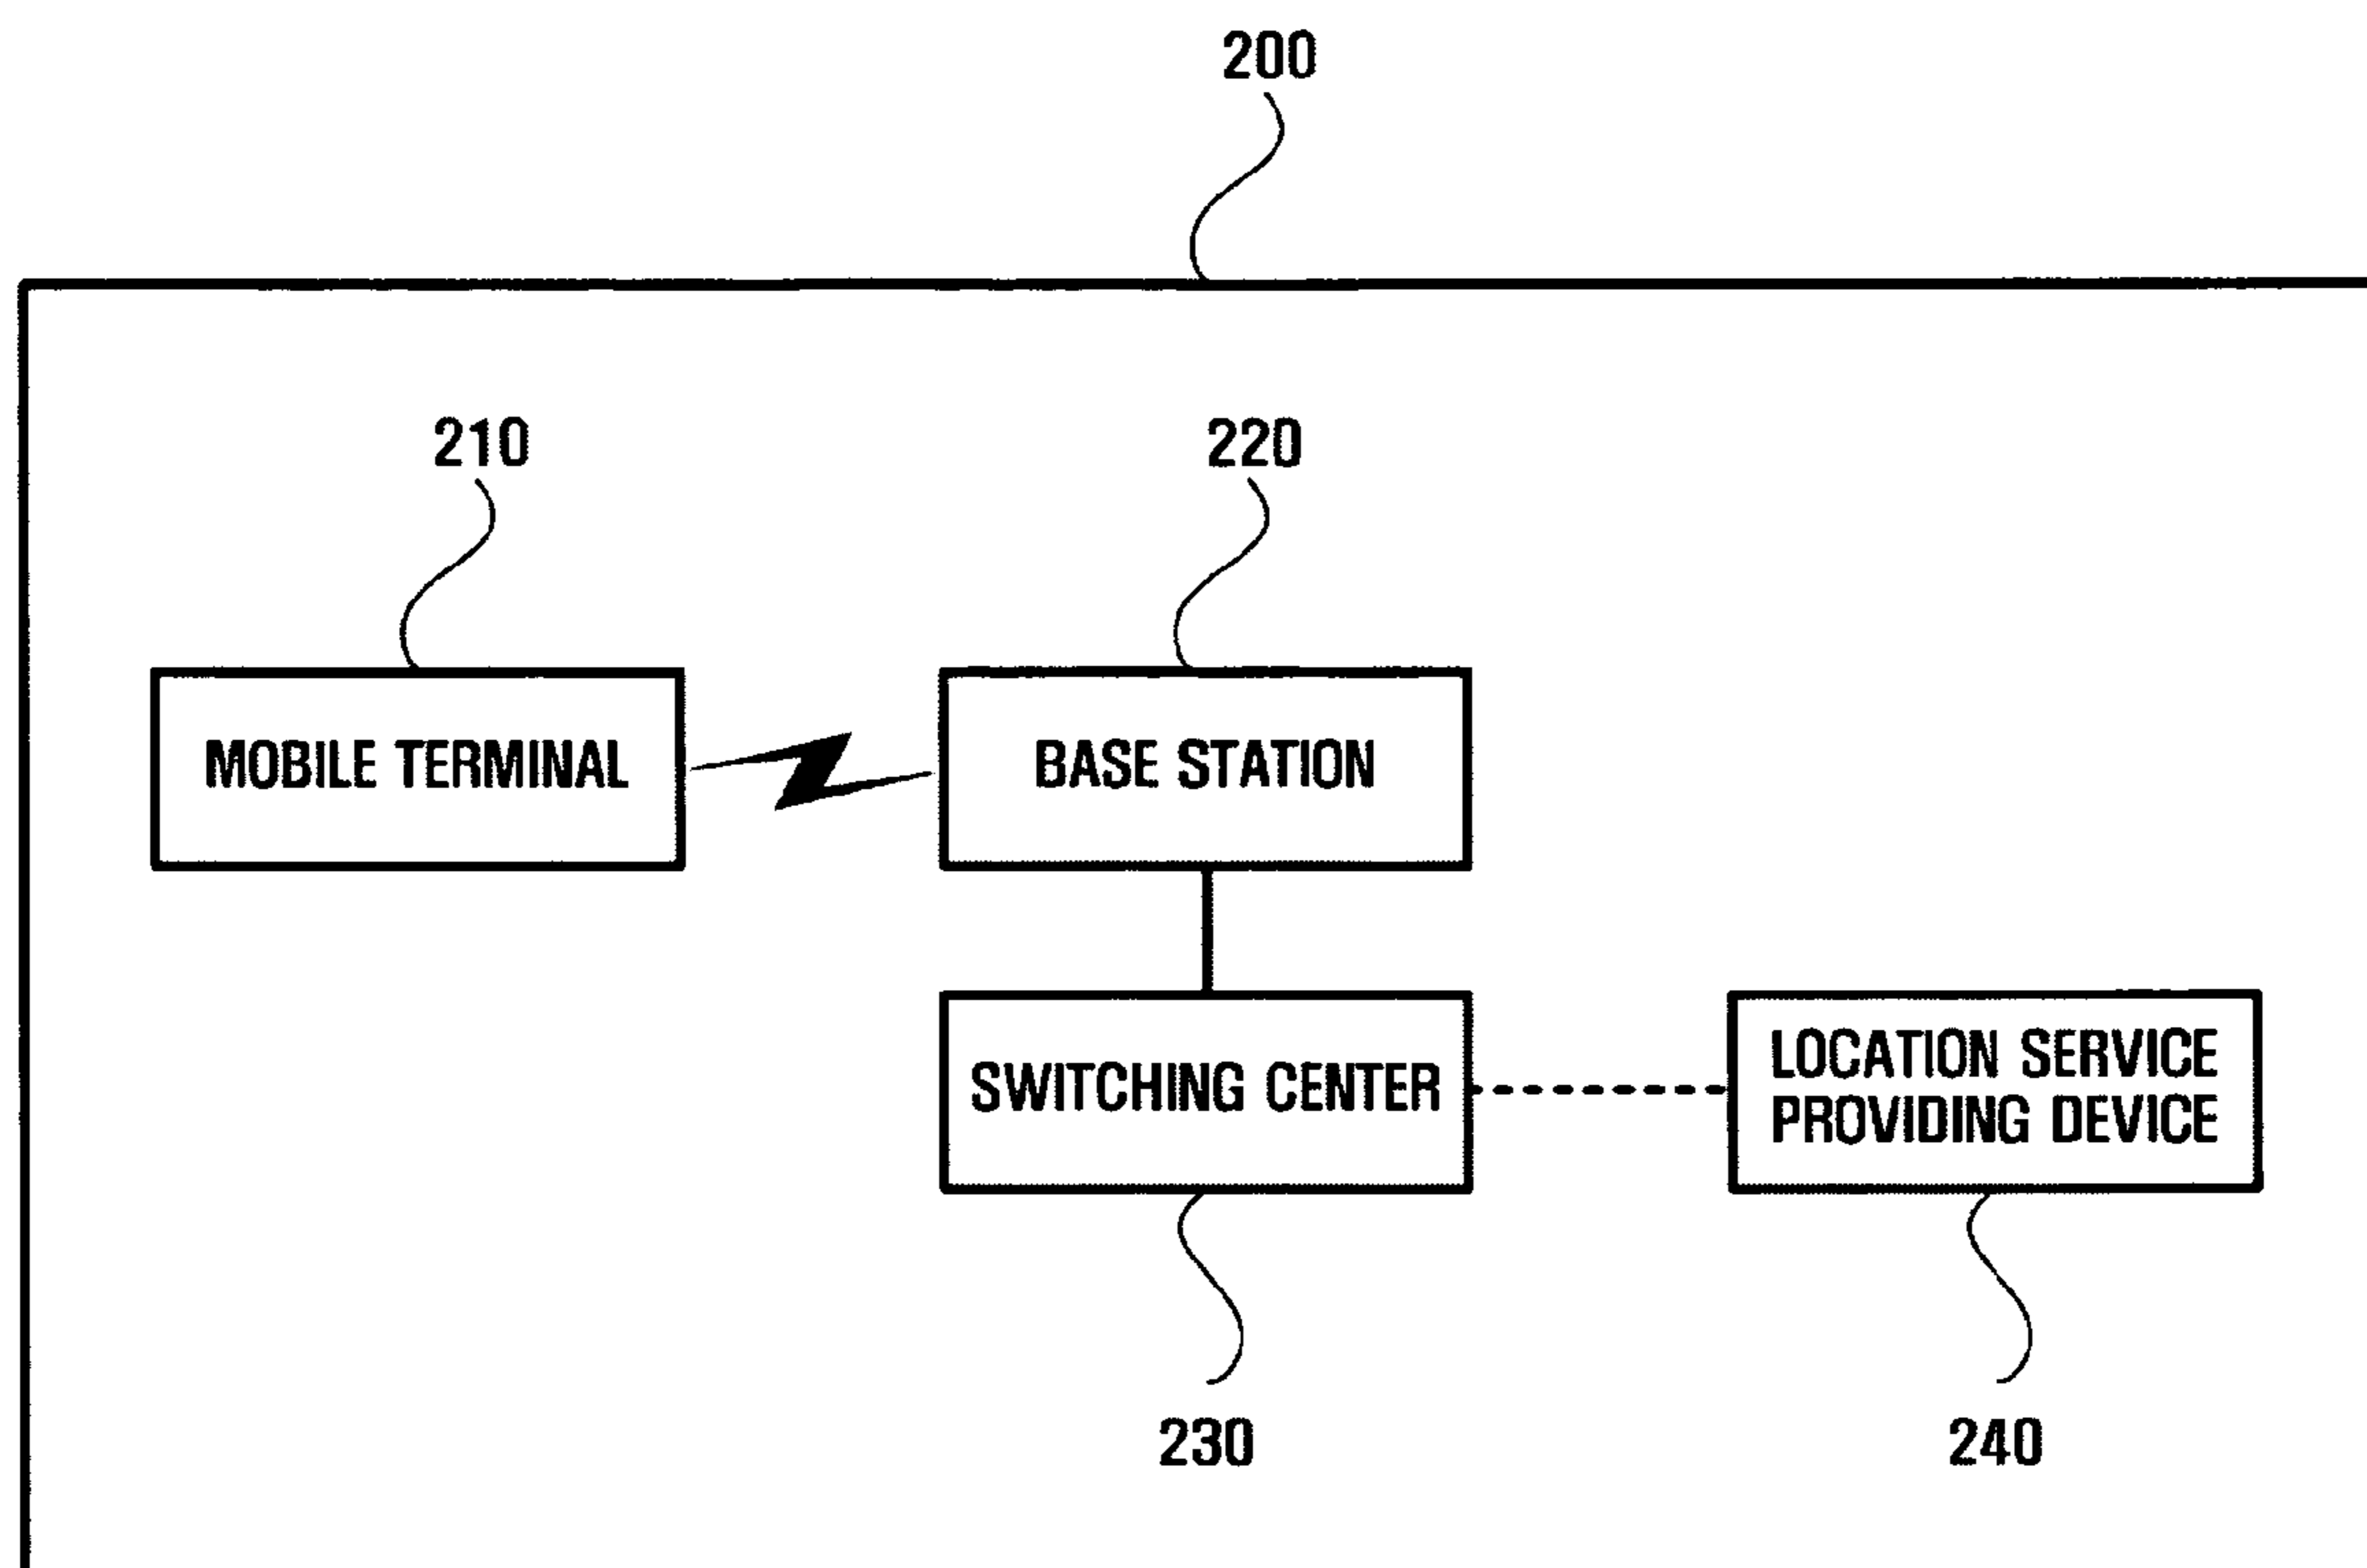 200
210
220
MOBILE TERMINAL
BASE STATION
SWITCHING CENTER
LOCATION SERVICE
PROVIDING DEVICE
230
240